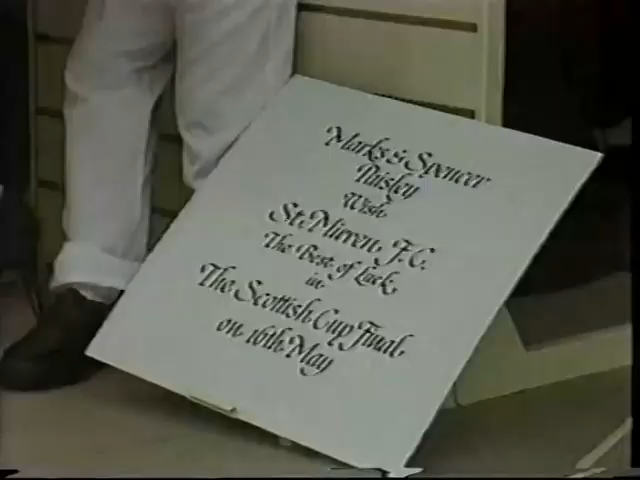 Marks & Spencer
Paisley
Wish
St. Mirren, F.C.
The Best of Luck,
in
The Scottish Cup Final
on 16th May